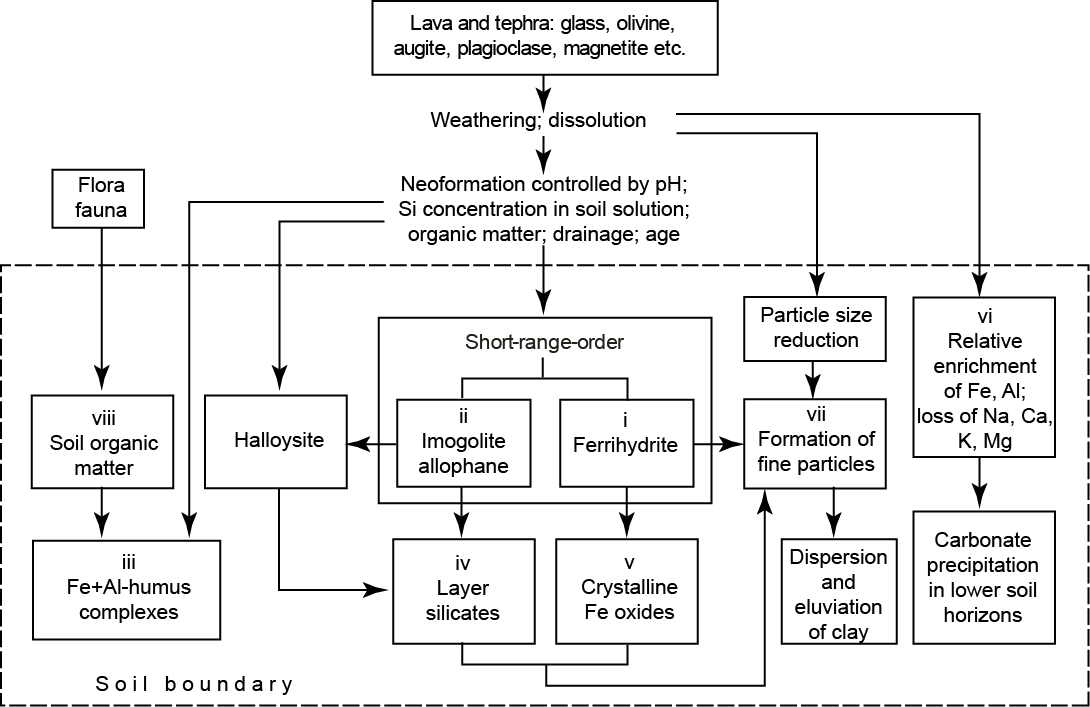 Lava and tephra: glass, olivine,
augite, plagioclase, magnetite etc.
Weathering; dissolution
Neoformation controlled by pH;
Si concentration in soil solution;
organic matter; drainage; age
Flora
fauna
Particle size
reduction
vi
Relative
enrichment
of Fe, Al;
loss of Na, Ca,
K, Mg
Short-range-order
viii
Soil organic
matter
Halloysite
ii
Imogolite
allophane
i
Ferrihydrite
vii
Formation of
fine particles
iii
Fe+Al-humus
complexes
iv
Layer
silicates
v
Crystalline
Fe oxides
Dispersion
and
eluviation
of clay
Carbonate
precipitation
in lower soil
horizons
Soil boundary